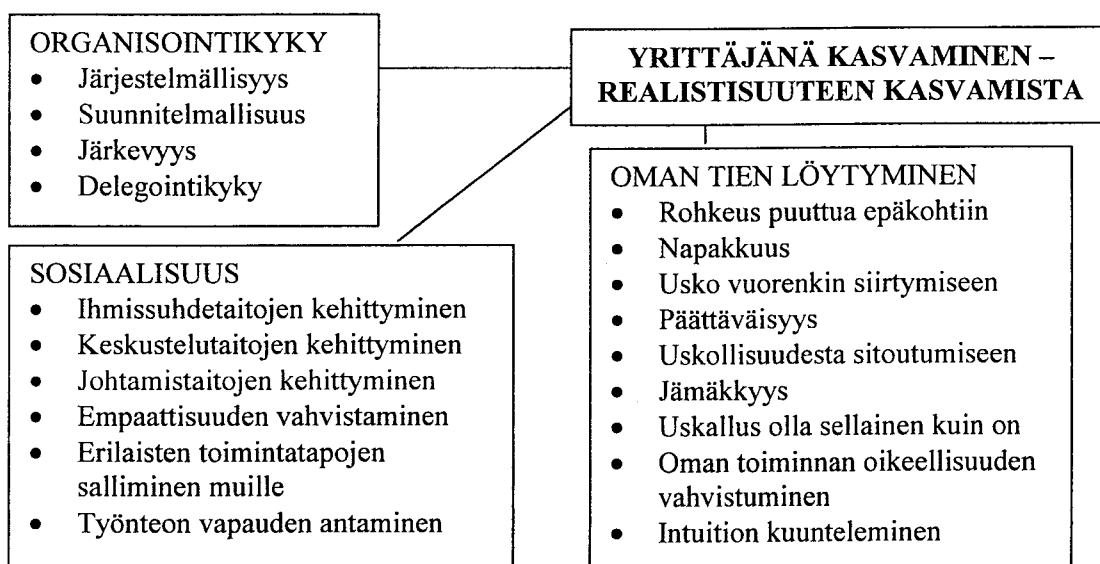 ORGANISOINTIKYKY
• Järjestelmällisyys
• Suunnitelmallisuus
• Järkevyys
• Delegointikyky
YRITTÄJÄNÄ KASVAMINEN –
REALISTISUUTEEN KASVAMISTA
SOSIAALISUUS
• Ihmissuhdetaitojen kehittyminen
• Keskustelutaitojen kehittyminen
• Johtamistaitojen kehittyminen
• Empaattisuuden vahvistaminen
• Erilaisten toimintatapojen
salliminen muille
• Työnteon vapauden antaminen
OMAN TIEN LÖYTYMINEN
• Rohkeus puuttua epäkohtiin
• Napakkuus
• Usko vuorenkin siirtymiseen
• Päättäväisyys
• Uskollisuudesta sitoutumiseen
• Jämäkkyys
• Uskallus olla sellainen kuin on
• Oman toiminnan oikeellisuuden
vahvistuminen
• Intuition kuunteleminen